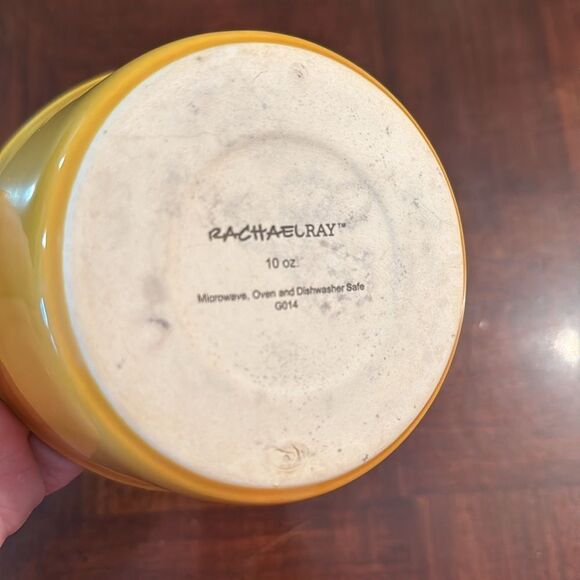 RACHAELRAY™
10 oz.
Microwave, Oven and Dishwasher Safe
G014